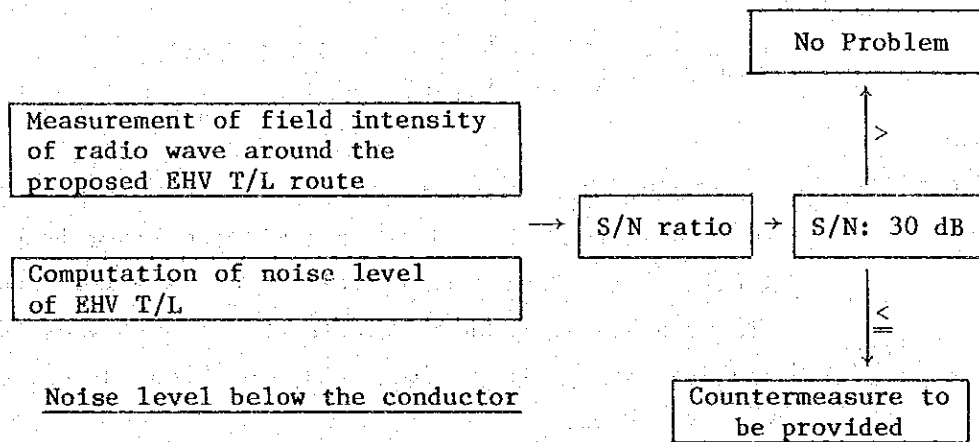 No Problem
Measurement of field intensity
of radio wave around the
proposed EHV T/L route
>
→ S/N ratio → S/N: 30 dB
Computation of noise level
of EHV T/L
≦
Noise level below the conductor
Countermeasure to
be provided